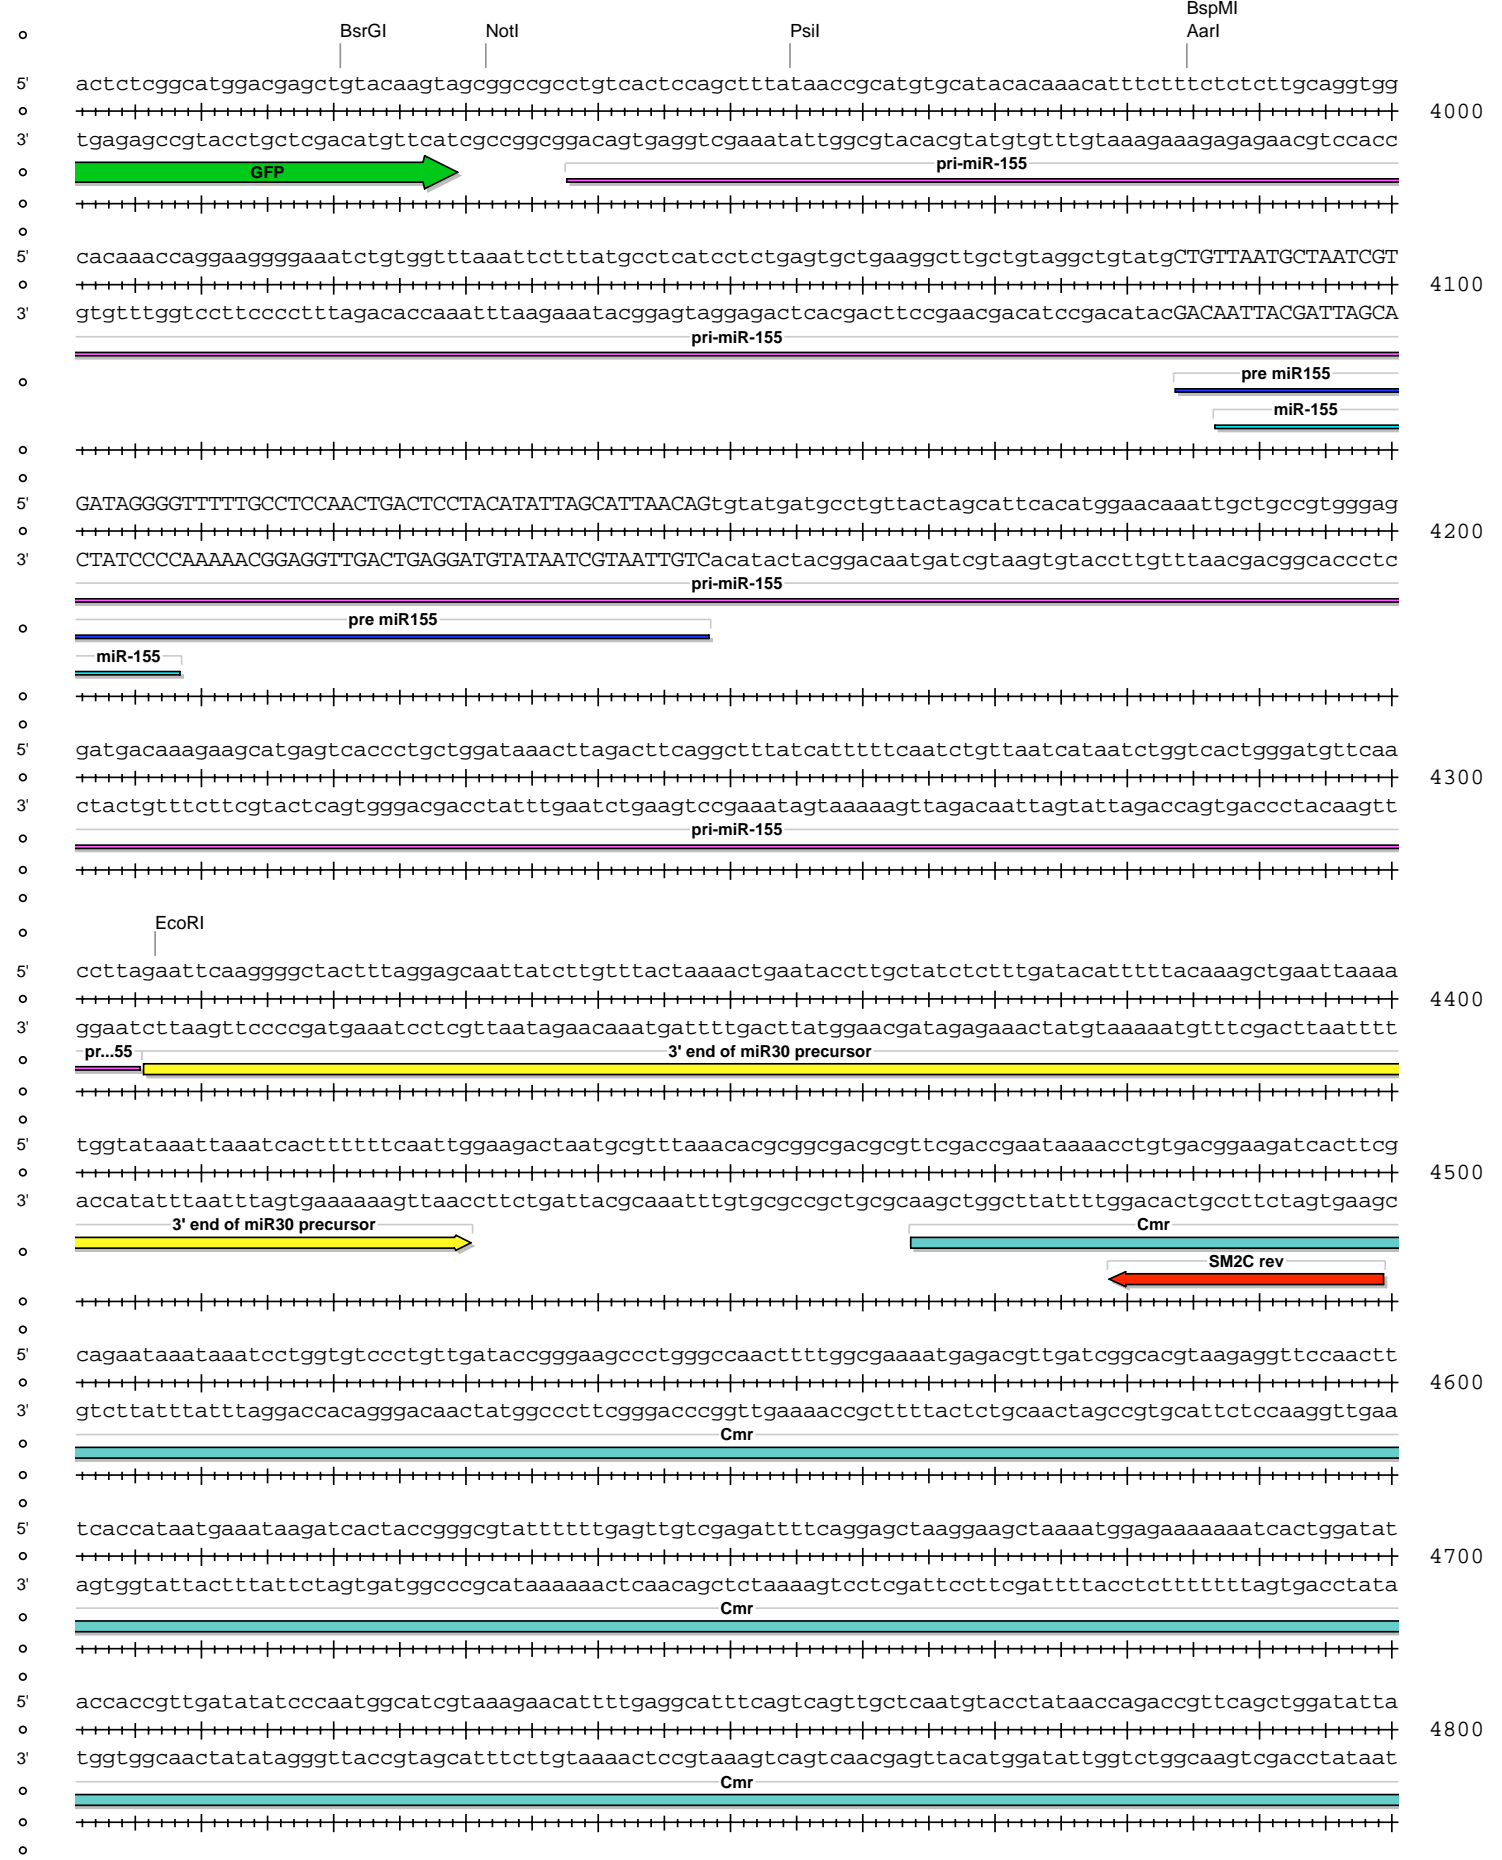 BspMI
BsrGI NotI PsiI AarI
5' actctcggcatggacgagctgtacaagtagcggccgcctgtcactccagctttataaccgcatgtgcatacacaaacatttctttctctcttgcaggtgg
4000
3' tgagagccgtacctgctcgacatgttcatcgccggcggacagtgaggtcgaaatattggcgtacacgtatgtgtttgtaaagaaagagagaacgtccacc
GFP pri-miR-155
5' cacaaaccaggaaggggaaatctgtggtttaaattctttatgcctcatcctctgagtgctgaaggcttgctgtaggctgtatgCTGTTAATGCTAATCGT
4100
3' gtgtttggtccttcccctttagacaccaaatttaagaaatacggagtaggagactcacgacttccgaacgacatccgacatacGACAATTACGATTAGCA
pri-miR-155
pre miR155
miR-155
5' GATAGGGGTTTTTGCCTCCAACTGACTCCTACATATTAGCATTAACAGtgtatgatgcctgttactagcattcacatggaacaaattgctgccgtgggag
4200
3' CTATCCCCAAAAACGGAGGTTGACTGAGGATGTATAATCGTAATTGTCacatactacggacaatgatcgtaagtgtaccttgtttaacgacggcaccctc
pri-miR-155
pre miR155
miR-155
5' gatgacaaagaagcatgagtcaccctgctggataaacttagacttcaggctttatcatttttcaatctgttaatcataatctggtcactgggatgttcaa
4300
3' ctactgtttcttcgtactcagtgggacgacctatttgaatctgaagtccgaaatagtaaaaagttagacaattagtattagaccagtgaccctacaagtt
pri-miR-155
EcoRI
5' ccttagaattcaaggggctactttaggagcaattatcttgtttactaaaactgaataccttgctatctctttgatacatttttacaaagctgaattaaaa
4400
3' ggaatcttaagttccccgatgaaatcctcgttaatagaacaaatgattttgacttatggaacgatagagaaactatgtaaaaatgtttcgacttaatttt
pr...55 3' end of miR30 precursor
5' tggtataaattaaatcacttttttcaattggaagactaatgcgtttaaacacgcggcgacgcgttcgaccgaataaaacctgtgacggaagatcacttcg
4500
3' accatatttaatttagtgaaaaaagttaaccttctgattacgcaaatttgtgcgccgctgcgcaagctggcttattttggacactgccttctagtgaagc
3' end of miR30 precursor Cmr
SM2C rev
5' cagaataaataaatcctggtgtccctgttgataccgggaagccctgggccaacttttggcgaaaatgagacgttgatcggcacgtaagaggttccaactt
4600
3' gtcttatttatttaggaccacagggacaactatggcccttcgggacccggttgaaaaccgcttttactctgcaactagccgtgcattctccaaggttgaa
Cmr
5' tcaccataatgaaataagatcactaccgggcgtattttttgagttgtcgagattttcaggagctaaggaagctaaaatggagaaaaaaatcactggatat
4700
3' agtggtattactttattctagtgatggcccgcataaaaaactcaacagctctaaaagtcctcgattccttcgattttacctctttttttagtgacctata
Cmr
5' accaccgttgatatatcccaatggcatcgtaaagaacattttgaggcatttcagtcagttgctcaatgtacctataaccagaccgttcagctggatatta
4800
3' tggtggcaactatatagggttaccgtagcatttcttgtaaaactccgtaaagtcagtcaacgagttacatggatattggtctggcaagtcgacctataat
Cmr